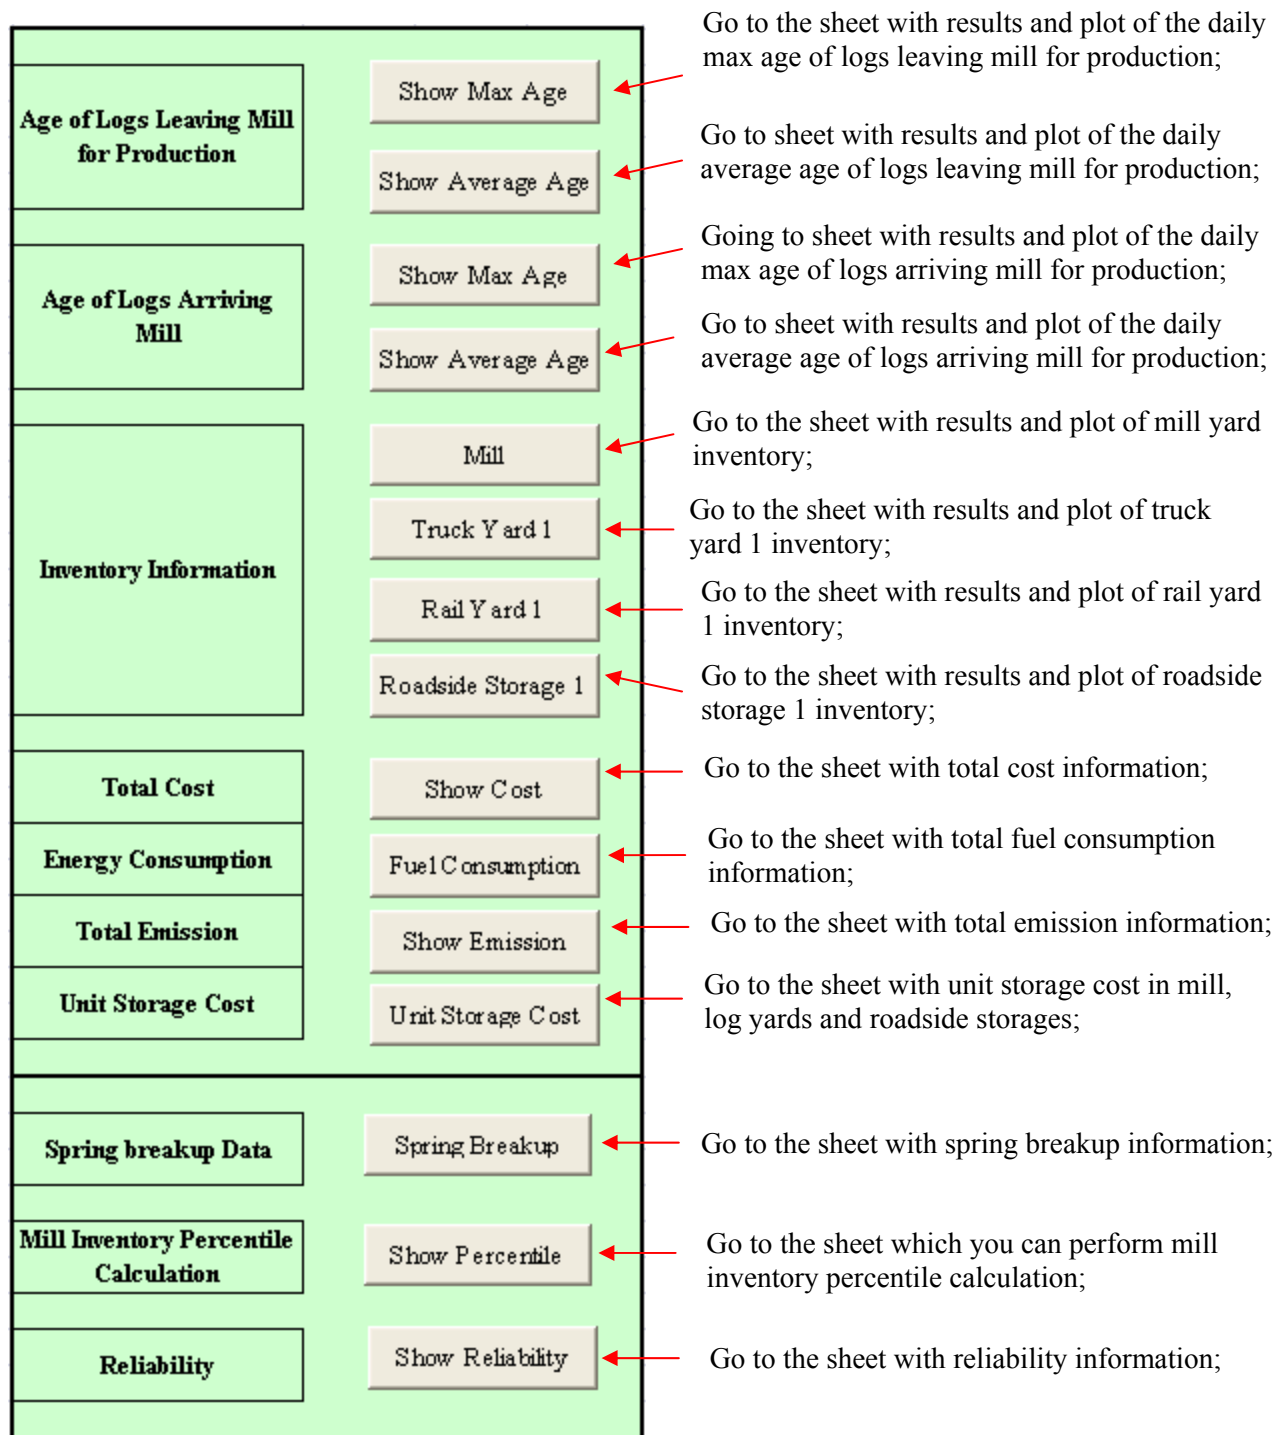 Go to the sheet with results and plot of the daily
max age of logs leaving mill for production;
Age of Logs Leaving Mill
for Production
Show Max Age
Go to sheet with results and plot of the daily
average age of logs leaving mill for production;
Show Average Age
Going to sheet with results and plot of the daily
max age of logs arriving mill for production;
Age of Logs Arriving
Mill
Show Max Age
Go to sheet with results and plot of the daily
average age of logs arriving mill for production;
Show Average Age
Inventory Information
Mill
Go to the sheet with results and plot of mill yard
inventory;
Truck Yard 1
Go to the sheet with results and plot of truck
yard 1 inventory;
Rail Yard 1
Go to the sheet with results and plot of rail yard
1 inventory;
Roadside Storage 1
Go to the sheet with results and plot of roadside
storage 1 inventory;
Total Cost
Show Cost
Go to the sheet with total cost information;
Energy Consumption
Fuel Consumption
Go to the sheet with total fuel consumption
information;
Total Emission
Show Emission
Go to the sheet with total emission information;
Unit Storage Cost
Unit Storage Cost
Go to the sheet with unit storage cost in mill,
log yards and roadside storages;
Spring breakup Data
Spring Breakup
Go to the sheet with spring breakup information;
Mill Inventory Percentile
Calculation
Show Percentile
Go to the sheet which you can perform mill
inventory percentile calculation;
Reliability
Show Reliability
Go to the sheet with reliability information;